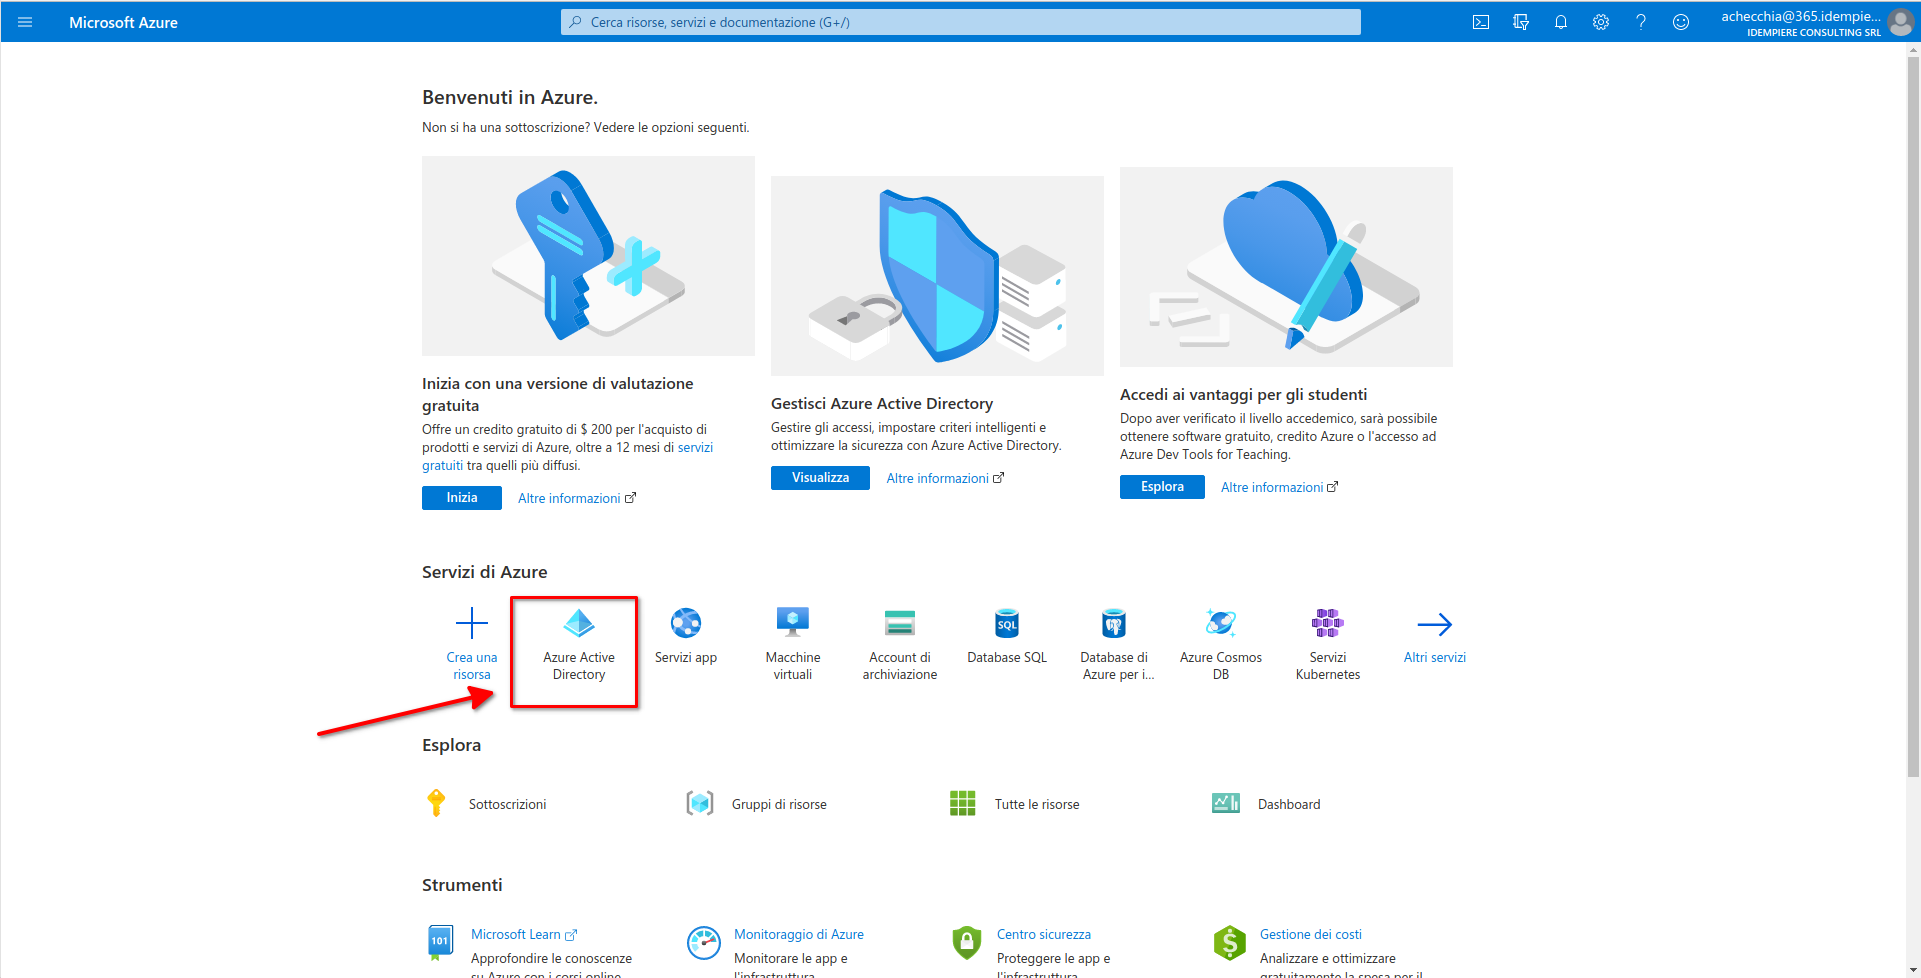 Microsoft Azure
Cerca risorse, servizi e documentazione (G+/)
achecchia@365.idempie...
IDEMPIERE CONSULTING SRL
Benvenuti in Azure.
Non si ha una sottoscrizione? Vedere le opzioni seguenti.
Inizia con una versione di valutazione
gratuita
Offre un credito gratuito di $ 200 per l'acquisto di
prodotti e servizi di Azure, oltre a 12 mesi di servizi
gratuiti tra quelli più diffusi.
Inizia
Altre informazioni
Gestisci Azure Active Directory
Gestire gli accessi, impostare criteri intelligenti e
ottimizzare la sicurezza con Azure Active Directory.
Visualizza
Altre informazioni
Accedi ai vantaggi per gli studenti
Dopo aver verificato il livello accedemico, sarà possibile
ottenere software gratuito, credito Azure o l'accesso ad
Azure Dev Tools for Teaching.
Esplora
Altre informazioni
Servizi di Azure
Crea una
risorsa
Azure Active
Directory
Servizi app
Macchine
virtuali
Account di
archiviazione
SQL
Database SQL
Database di
Azure per i...
Azure Cosmos
DB
Servizi
Kubernetes
Altri servizi
Esplora
Sottoscrizioni
Gruppi di risorse
Tutte le risorse
Dashboard
Strumenti
101
Microsoft Learn
Approfondire le conoscenze
su Azure con i corsi online
Monitoraggio di Azure
Monitorare le app e
l'infrastruttura
Centro sicurezza
Proteggere le app e
l'infrastruttura
$
Gestione dei costi
Analizzare e ottimizzare
gratuitamente la spesa per il